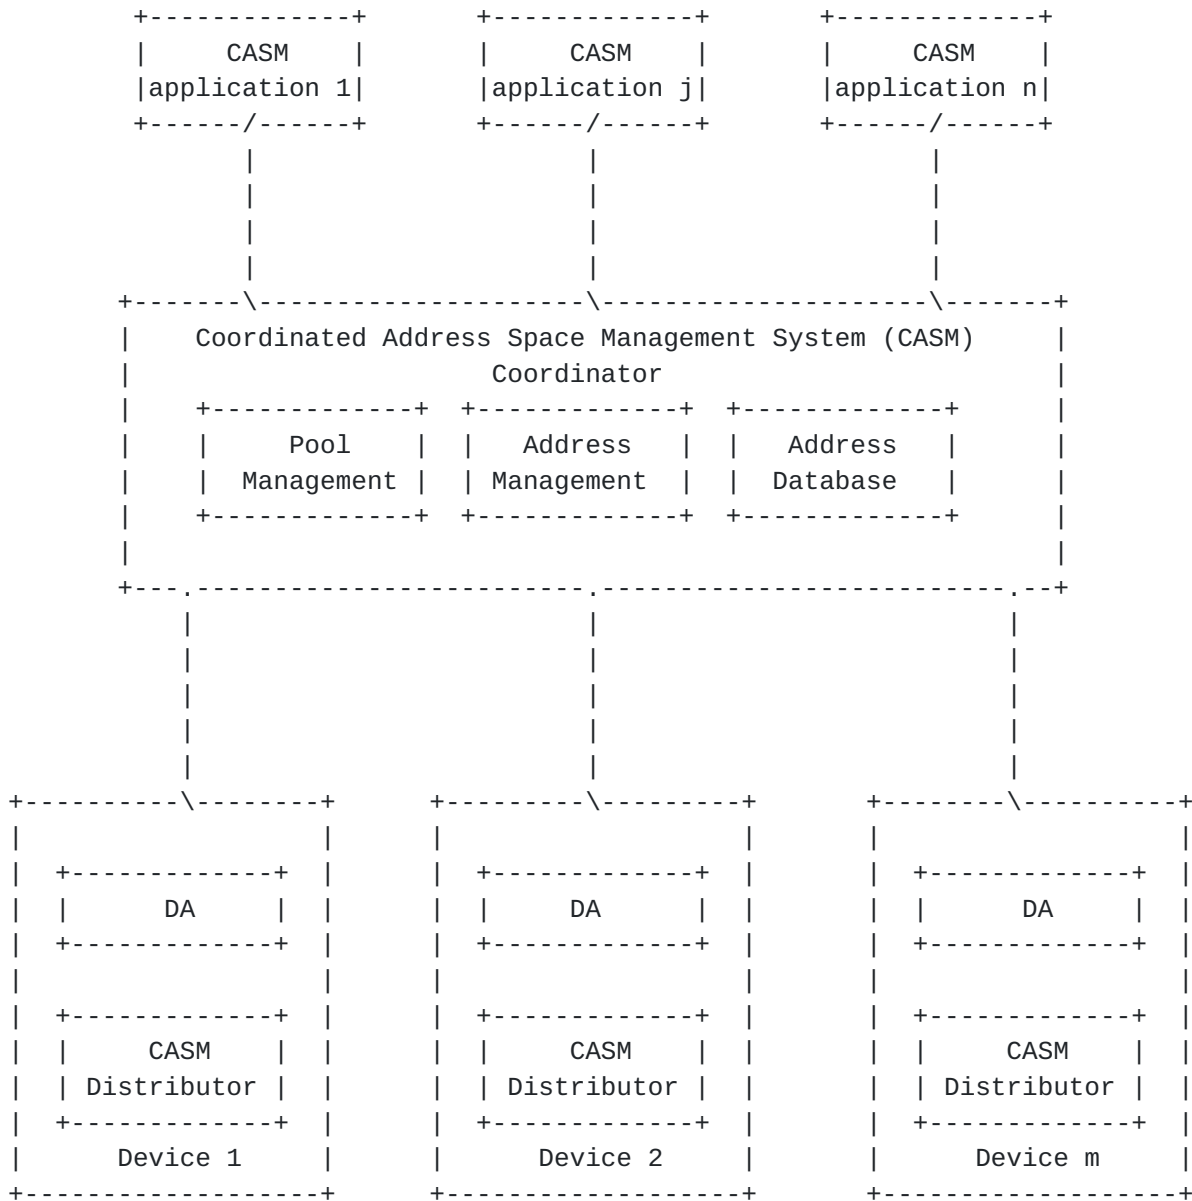 CASM CASM CASM
application 1 application j application n
Coordinated Address Space Management System (CASM)
Coordinator
Pool Address Address
Management Management Database
DA DA DA
CASM CASM CASM
Distributor Distributor Distributor
Device 1 Device 2 Device m